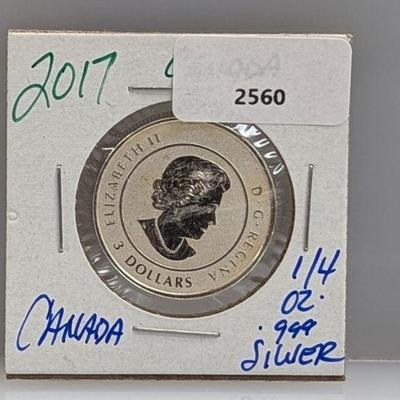 2017
2560
ELIZABETH II
D·G·REGINA
3 DOLLARS
CANADA
1/4
OZ.
.999
SILVER